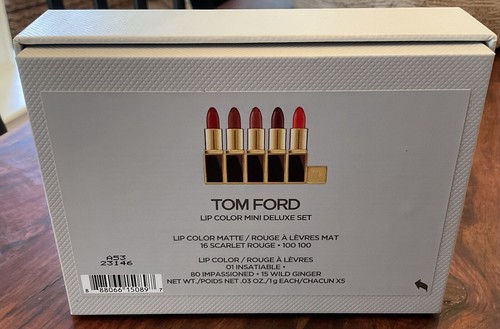 TOM FORD
LIP COLOR MINI DELUXE SET
LIP COLOR MATTE / ROUGE À LÈVRES MAT
16 SCARLET ROUGE • 100 100
LIP COLOR / ROUGE À LÈVRES
01 INSATIABLE •
80 IMPASSIONED • 15 WILD GINGER
NET WT./POIDS NET .03 OZ./1g EACH/CHACUN X5
A53
23146
8 88066 15089 7